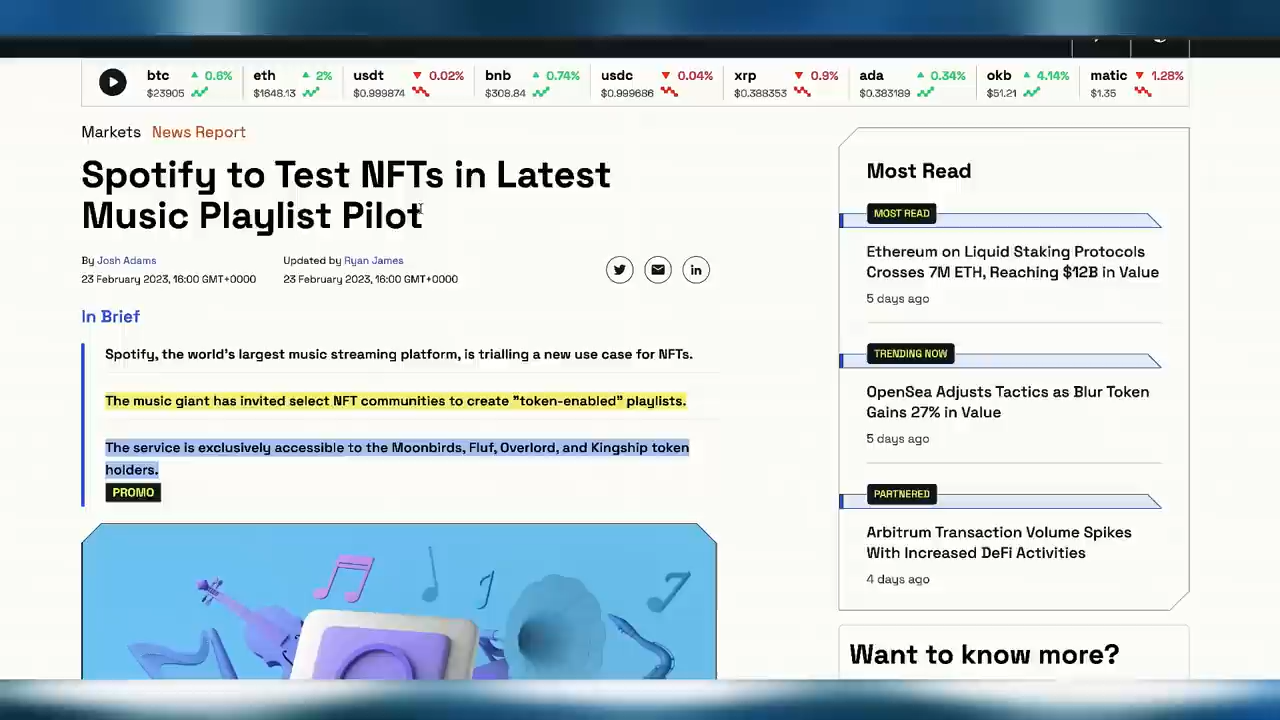 btc 0.6% eth 2% usdt 0.02% bnb 0.74% usdc 0.04% xrp 0.9% ada 0.34% okb 4.14% matic 1.28%
$23905 $1648.13 $0.999874 $308.84 $0.999686 $0.388353 $0.383189 $51.21 $1.35
Markets News Report
Spotify to Test NFTs in Latest
Music Playlist Pilot
By Josh Adams Updated by Ryan James
23 February 2023, 16:00 GMT+0000 23 February 2023, 16:00 GMT+0000
In Brief
Spotify, the world's largest music streaming platform, is trialling a new use case for NFTs.
The music giant has invited select NFT communities to create "token-enabled" playlists.
The service is exclusively accessible to the Moonbirds, Fluf, Overlord, and Kingship token
holders.
PROMO
Most Read
MOST READ
Ethereum on Liquid Staking Protocols
Crosses 7M ETH, Reaching $12B in Value
5 days ago
TRENDING NOW
OpenSea Adjusts Tactics as Blur Token
Gains 27% in Value
5 days ago
PARTNERED
Arbitrum Transaction Volume Spikes
With Increased DeFi Activities
4 days ago
Want to know more?